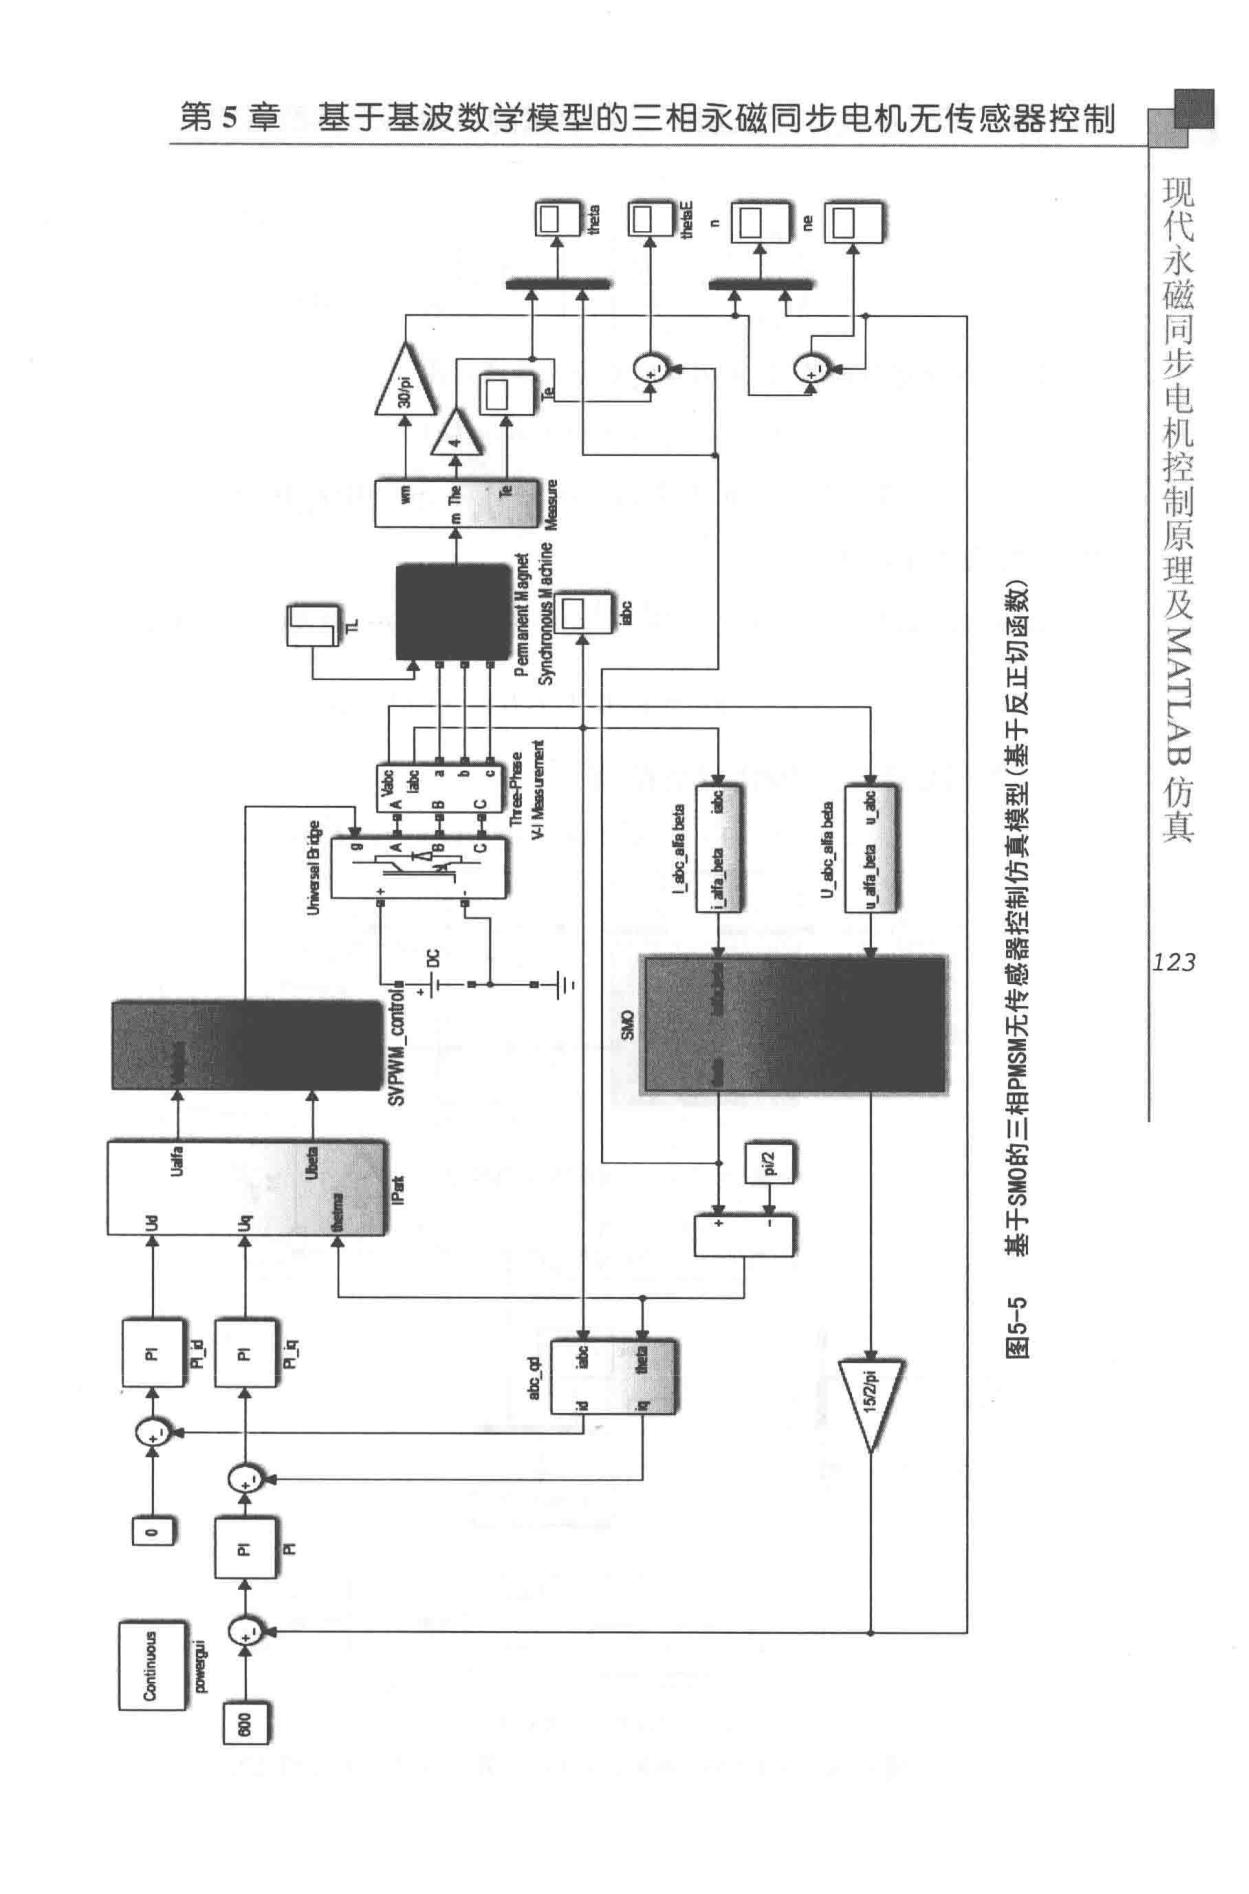 第 5 章 基于基波数学模型的三相永磁同步电机无传感器控制
现代永磁同步电机控制原理及MATLAB仿真
123
Continuous
powergui
600
PI
PI
0
PI
PI_id
PI
PI_iq
Ud
Uq
thetma
Ualfa
Ubeta
IPark
SVPWM_control
DC
Universal Bridge
g
A
B
C
+
-
Vabc
Iabc
A
B
C
a
b
c
Three-Phase
V-I Measurement
TL
Permanent Magnet
Synchronous Machine
m
wm
The
Te
Measure
30/pi
4
Te
theta
thetaE
n
ne
iabc
abc_qd
id
iq
iabc
theta
pi/2
SMO
I_abc_alfa beta
i_alfa_beta
iabc
U_abc_alfa beta
u_alfa_beta
u_abc
15/2/pi
图5-5 基于SMO的三相PMSM无传感器控制仿真模型(基于反正切函数)